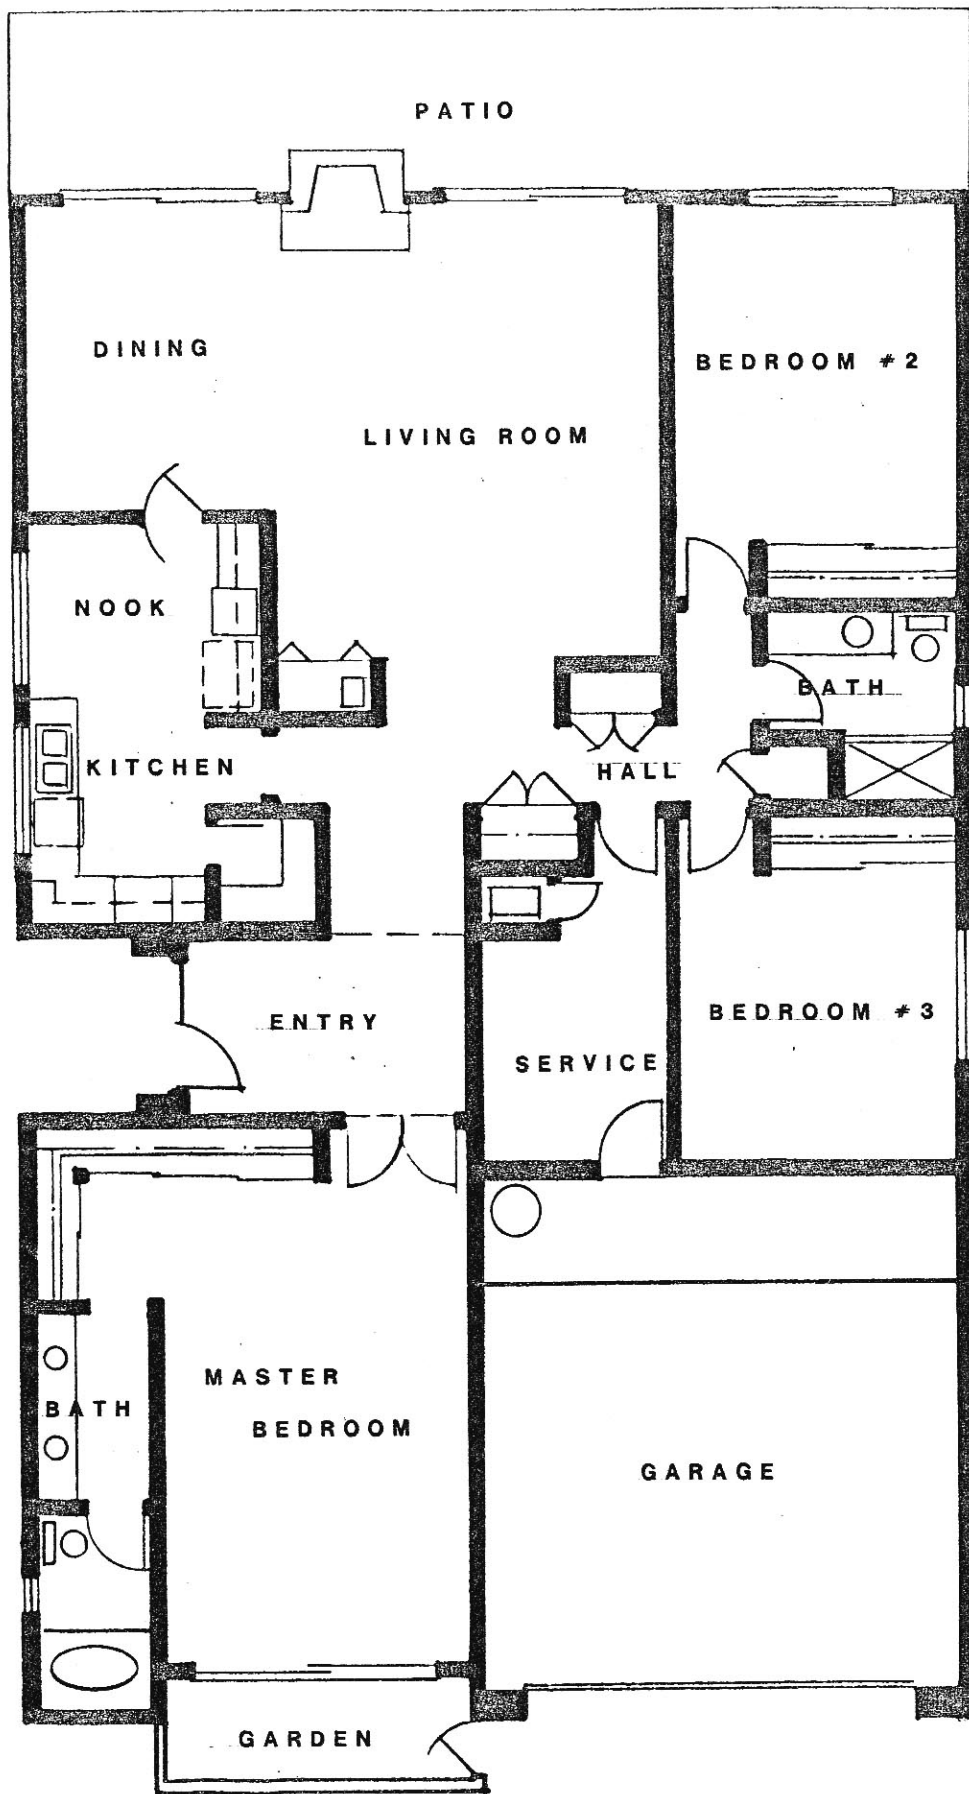 PATIO
DINING
BEDROOM #2
LIVING ROOM
NOOK
BATH
KITCHEN
HALL
BEDROOM #3
ENTRY
SERVICE
MASTER
BEDROOM
BATH
GARAGE
GARDEN